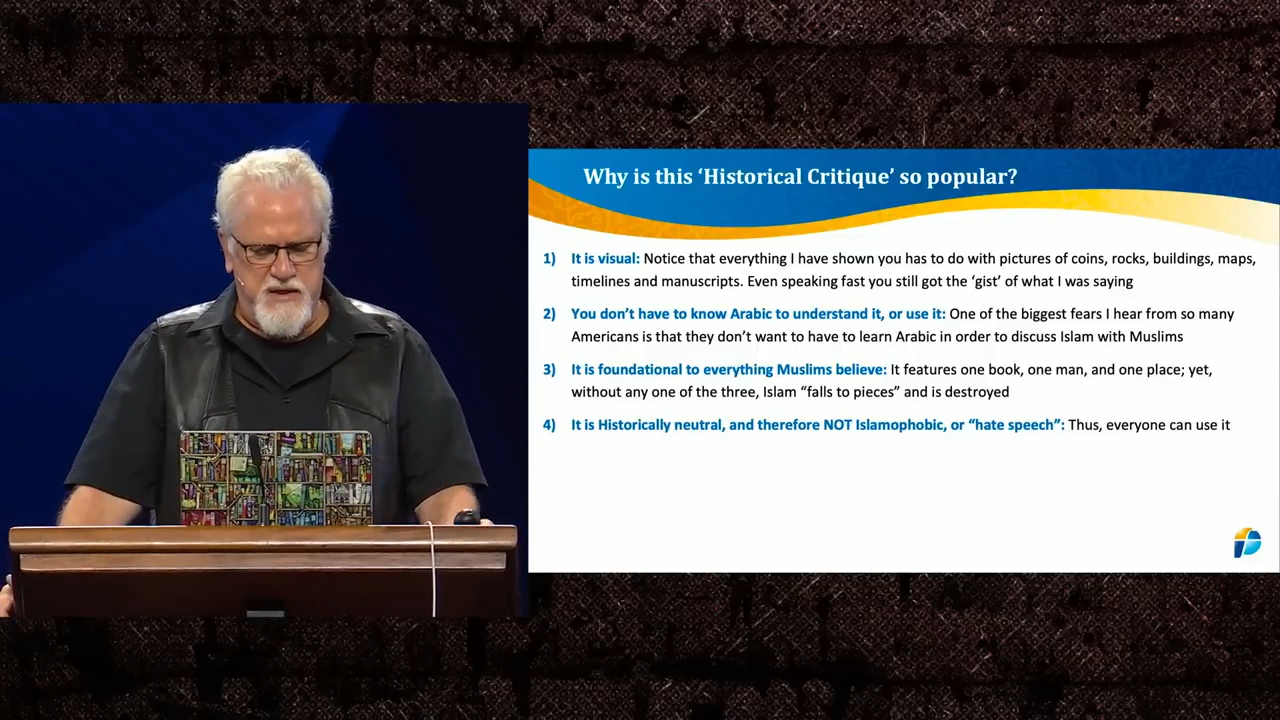 Why is this ‘Historical Critique’ so popular?
1) It is visual: Notice that everything I have shown you has to do with pictures of coins, rocks, buildings, maps,
timelines and manuscripts. Even speaking fast you still got the ‘gist’ of what I was saying
2) You don’t have to know Arabic to understand it, or use it: One of the biggest fears I hear from so many
Americans is that they don’t want to have to learn Arabic in order to discuss Islam with Muslims
3) It is foundational to everything Muslims believe: It features one book, one man, and one place; yet,
without any one of the three, Islam “falls to pieces” and is destroyed
4) It is Historically neutral, and therefore NOT Islamophobic, or “hate speech”: Thus, everyone can use it